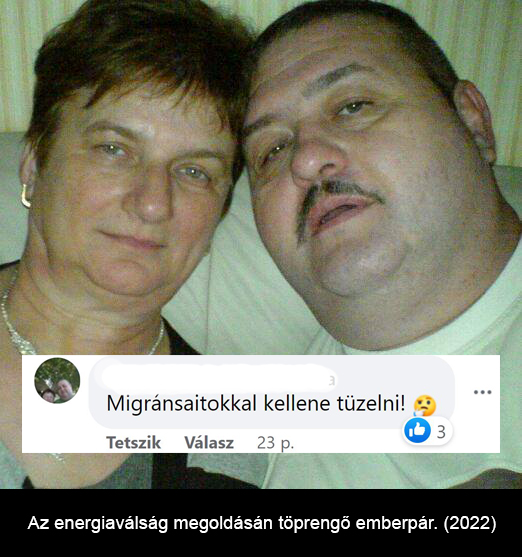 Migránsaitokkal kellene tüzelni! 🤔
Tetszik Válasz 23 p. 3
Az energiaválság megoldásán töprengő emberpár. (2022)